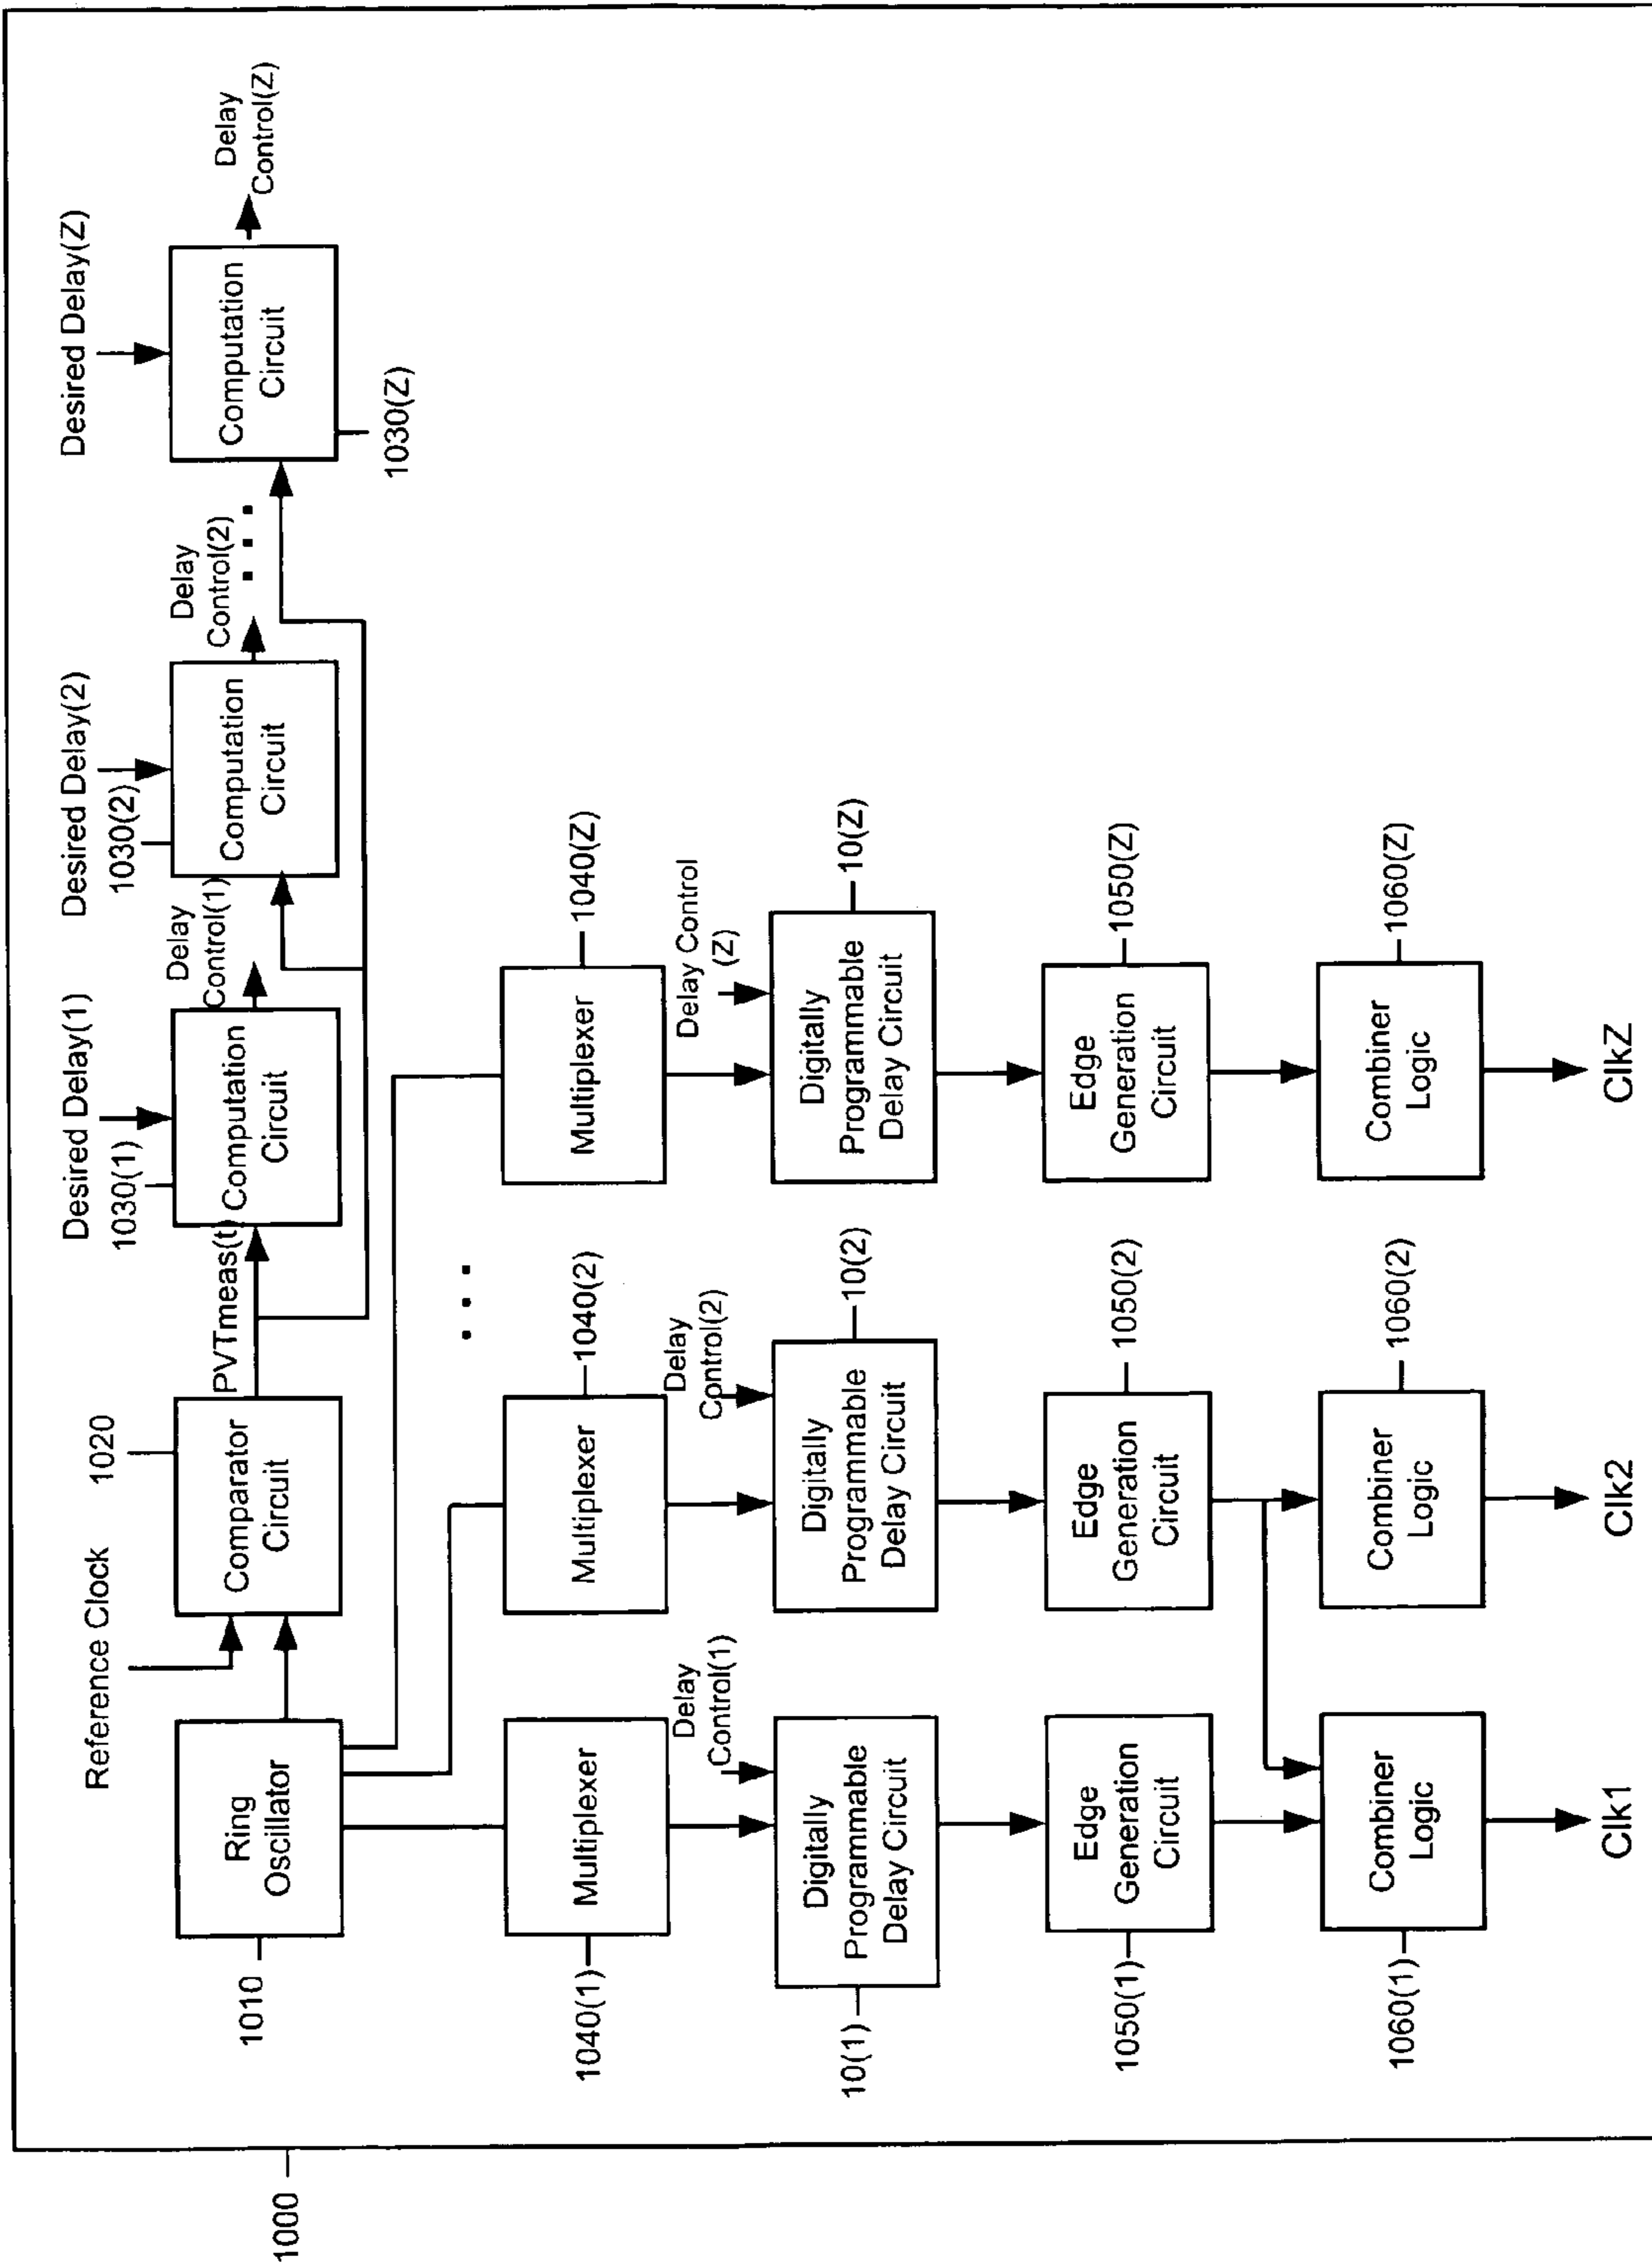 1000
Reference Clock
1020
Desired Delay(1)
1030(1)
Desired Delay(2)
1030(2)
Desired Delay(Z)
1010
Ring
Oscillator
Comparator
Circuit
PVTmeas(t)
Computation
Circuit
Delay
Control(1)
Computation
Circuit
Delay
Control(2)
Computation
Circuit
Delay
Control(Z)
1030(Z)
1040(1)
Multiplexer
Multiplexer
1040(2)
Multiplexer
1040(Z)
Delay
Control(1)
Delay
Control(2)
Delay Control
(Z)
10(1)
Digitally
Programmable
Delay Circuit
Digitally
Programmable
Delay Circuit
10(2)
Digitally
Programmable
Delay Circuit
10(Z)
1050(1)
Edge
Generation
Circuit
Edge
Generation
Circuit
1050(2)
Edge
Generation
Circuit
1050(Z)
1060(1)
Combiner
Logic
Combiner
Logic
1060(2)
Combiner
Logic
1060(Z)
Clk1
Clk2
ClkZ